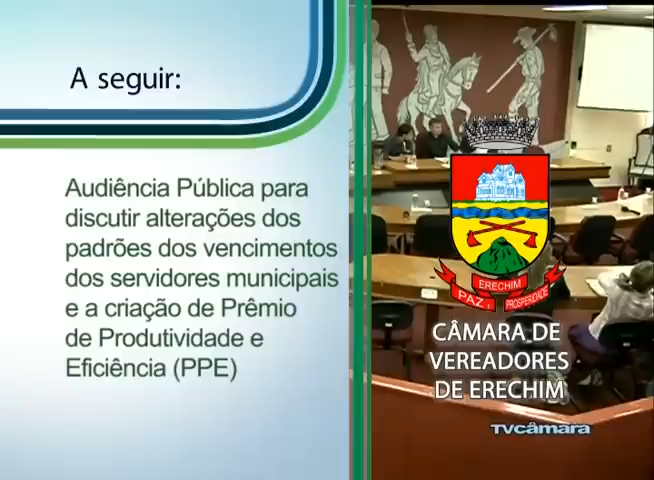 A seguir:
Audiência Pública para
discutir alterações dos
padrões dos vencimentos
dos servidores municipais
e a criação de Prêmio
de Produtividade e
Eficiência (PPE)
ERECHIM
PAZ PROSPERIDADE
CÂMARA DE
VEREADORES
DE ERECHIM
TVcâmara